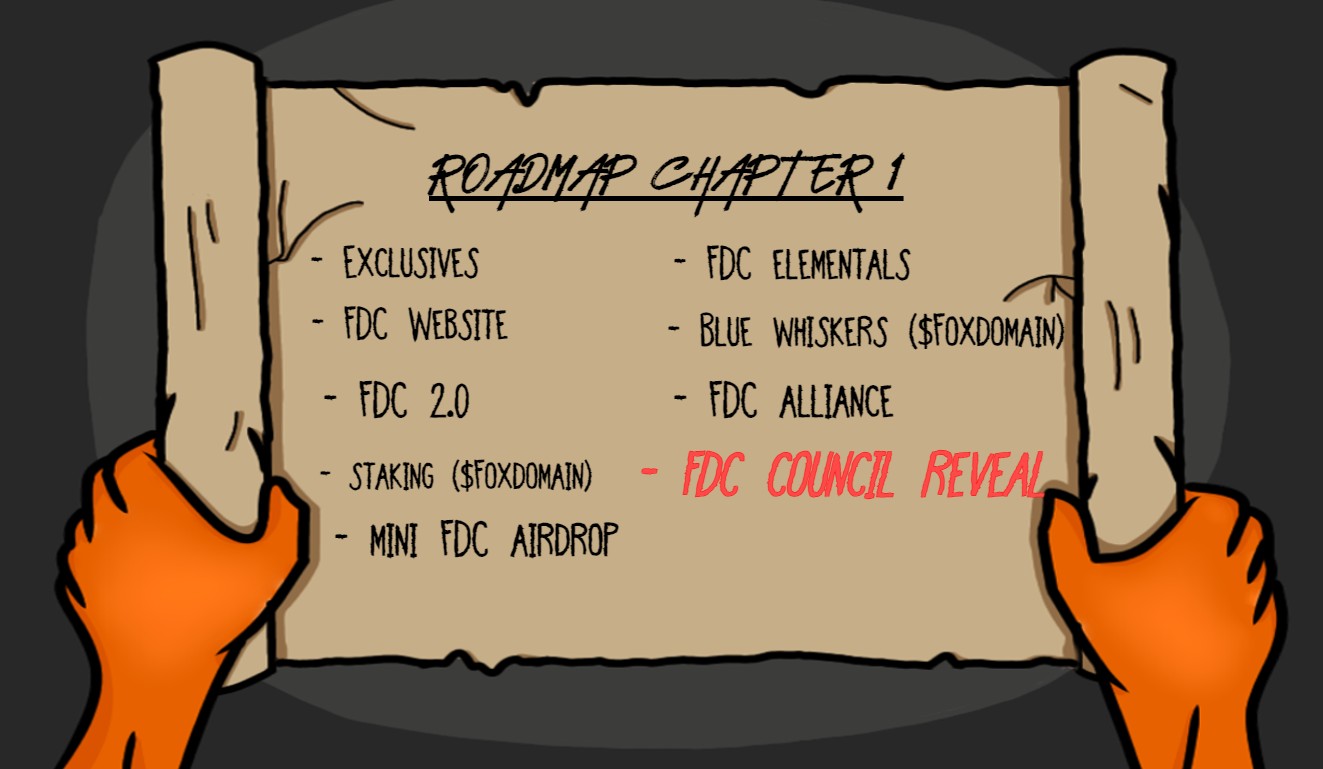 ROADMAP CHAPTER 1
- EXCLUSIVES
- FDC WEBSITE
- FDC 2.0
- STAKING ($FOXDOMAIN)
- MINI FDC AIRDROP
- FDC ELEMENTALS
- BLUE WHISKERS ($FOXDOMAIN)
- FDC ALLIANCE
- FDC COUNCIL REVEAL